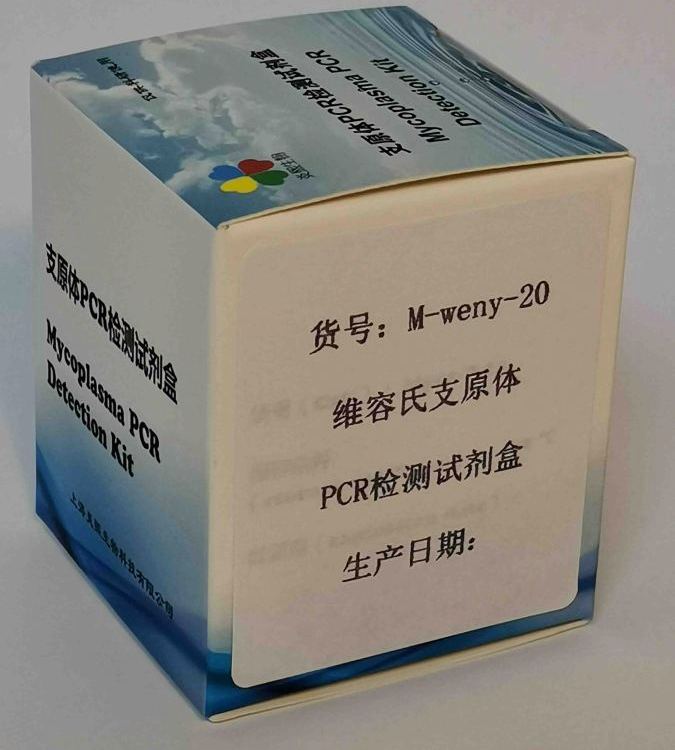 支原体PCR检测试剂盒
Mycoplasma PCR
Detection Kit
支原体PCR检测试剂盒
Mycoplasma PCR
Detection Kit
货号：M-weny-20
维容氏支原体
PCR检测试剂盒
生产日期：